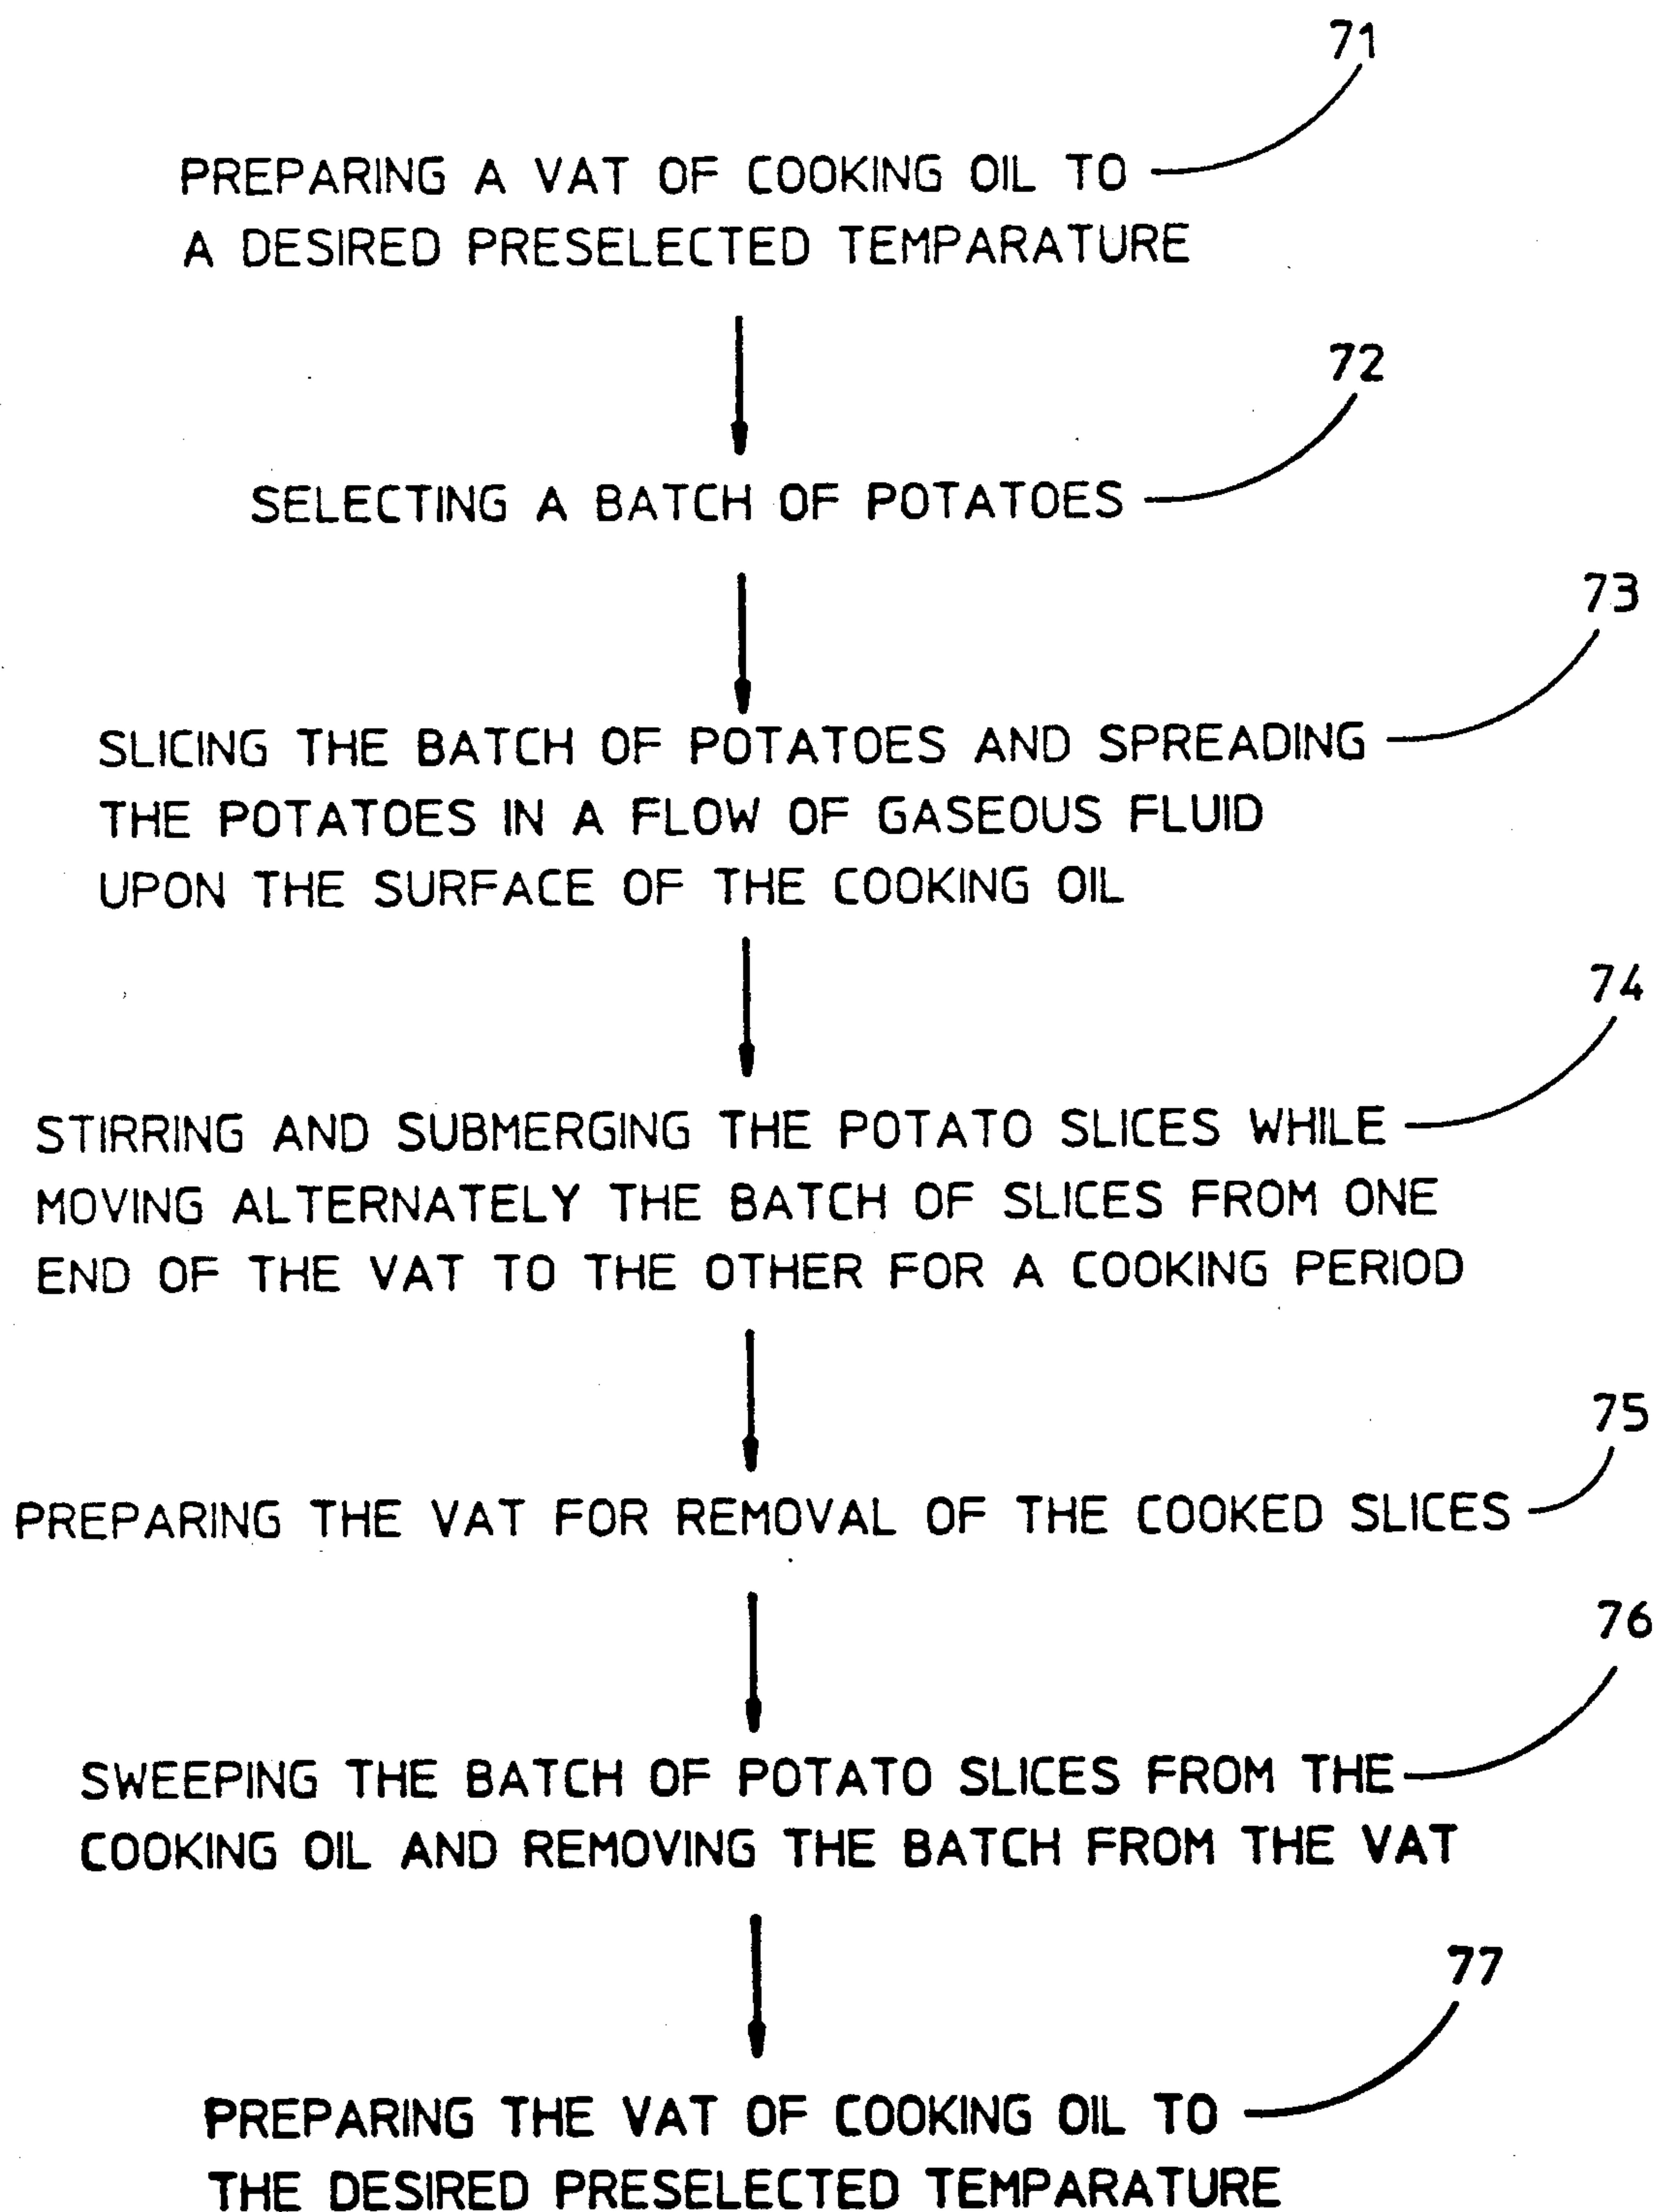 71
PREPARING A VAT OF COOKING OIL TO
A DESIRED PRESELECTED TEMPARATURE
72
SELECTING A BATCH OF POTATOES
73
SLICING THE BATCH OF POTATOES AND SPREADING
THE POTATOES IN A FLOW OF GASEOUS FLUID
UPON THE SURFACE OF THE COOKING OIL
74
STIRRING AND SUBMERGING THE POTATO SLICES WHILE
MOVING ALTERNATELY THE BATCH OF SLICES FROM ONE
END OF THE VAT TO THE OTHER FOR A COOKING PERIOD
75
PREPARING THE VAT FOR REMOVAL OF THE COOKED SLICES
76
SWEEPING THE BATCH OF POTATO SLICES FROM THE
COOKING OIL AND REMOVING THE BATCH FROM THE VAT
77
PREPARING THE VAT OF COOKING OIL TO
THE DESIRED PRESELECTED TEMPARATURE